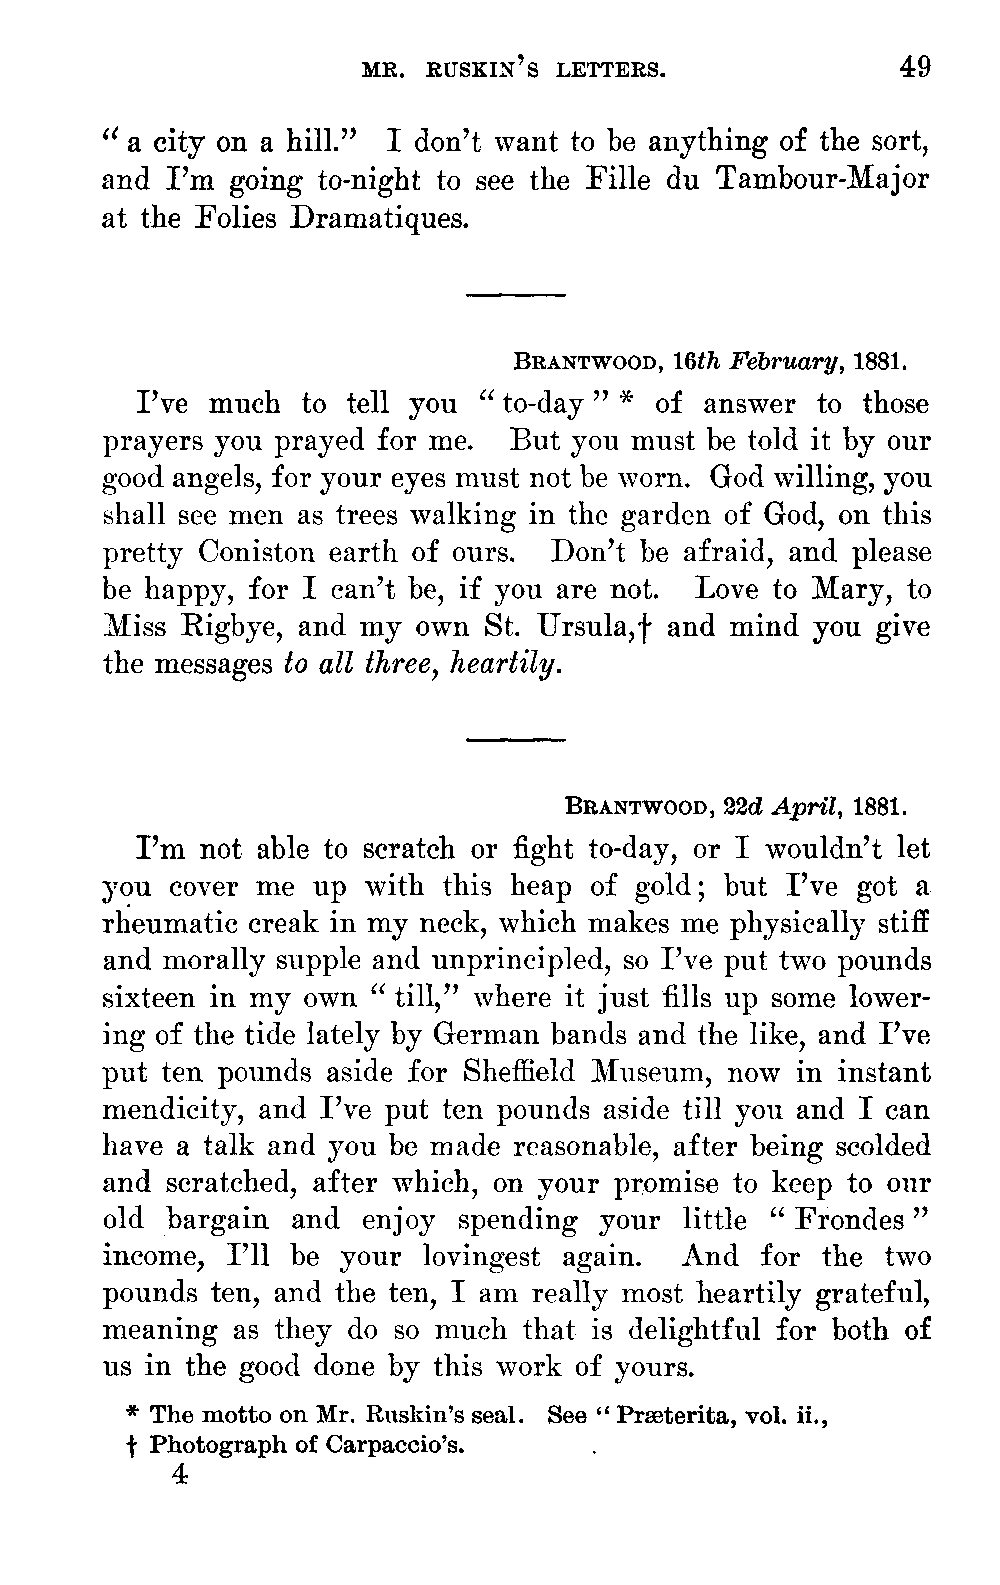 MR. RUSKIN'S LETTERS. 49
“ a city on a hill.” I don't want to be anything of the sort,
and I'm going to-night to see the Fille du Tambour-Major
at the Folies Dramatiques.
BRANTWOOD, 16th February, 1881.
I've much to tell you “ to-day ” * of answer to those
prayers you prayed for me. But you must be told it by our
good angels, for your eyes must not be worn. God willing, you
shall see men as trees walking in the garden of God, on this
pretty Coniston earth of ours. Don't be afraid, and please
be happy, for I can't be, if you are not. Love to Mary, to
Miss Rigbye, and my own St. Ursula,† and mind you give
the messages to all three, heartily.
BRANTWOOD, 22d April, 1881.
I'm not able to scratch or fight to-day, or I wouldn't let
you cover me up with this heap of gold; but I've got a
rheumatic creak in my neck, which makes me physically stiff
and morally supple and unprincipled, so I've put two pounds
sixteen in my own “ till,” where it just fills up some lower-
ing of the tide lately by German bands and the like, and I've
put ten pounds aside for Sheffield Museum, now in instant
mendicity, and I've put ten pounds aside till you and I can
have a talk and you be made reasonable, after being scolded
and scratched, after which, on your promise to keep to our
old bargain and enjoy spending your little “ Frondes ”
income, I'll be your lovingest again. And for the two
pounds ten, and the ten, I am really most heartily grateful,
meaning as they do so much that is delightful for both of
us in the good done by this work of yours.
* The motto on Mr. Ruskin's seal. See “ Præterita, vol. ii.,
† Photograph of Carpaccio's.
4